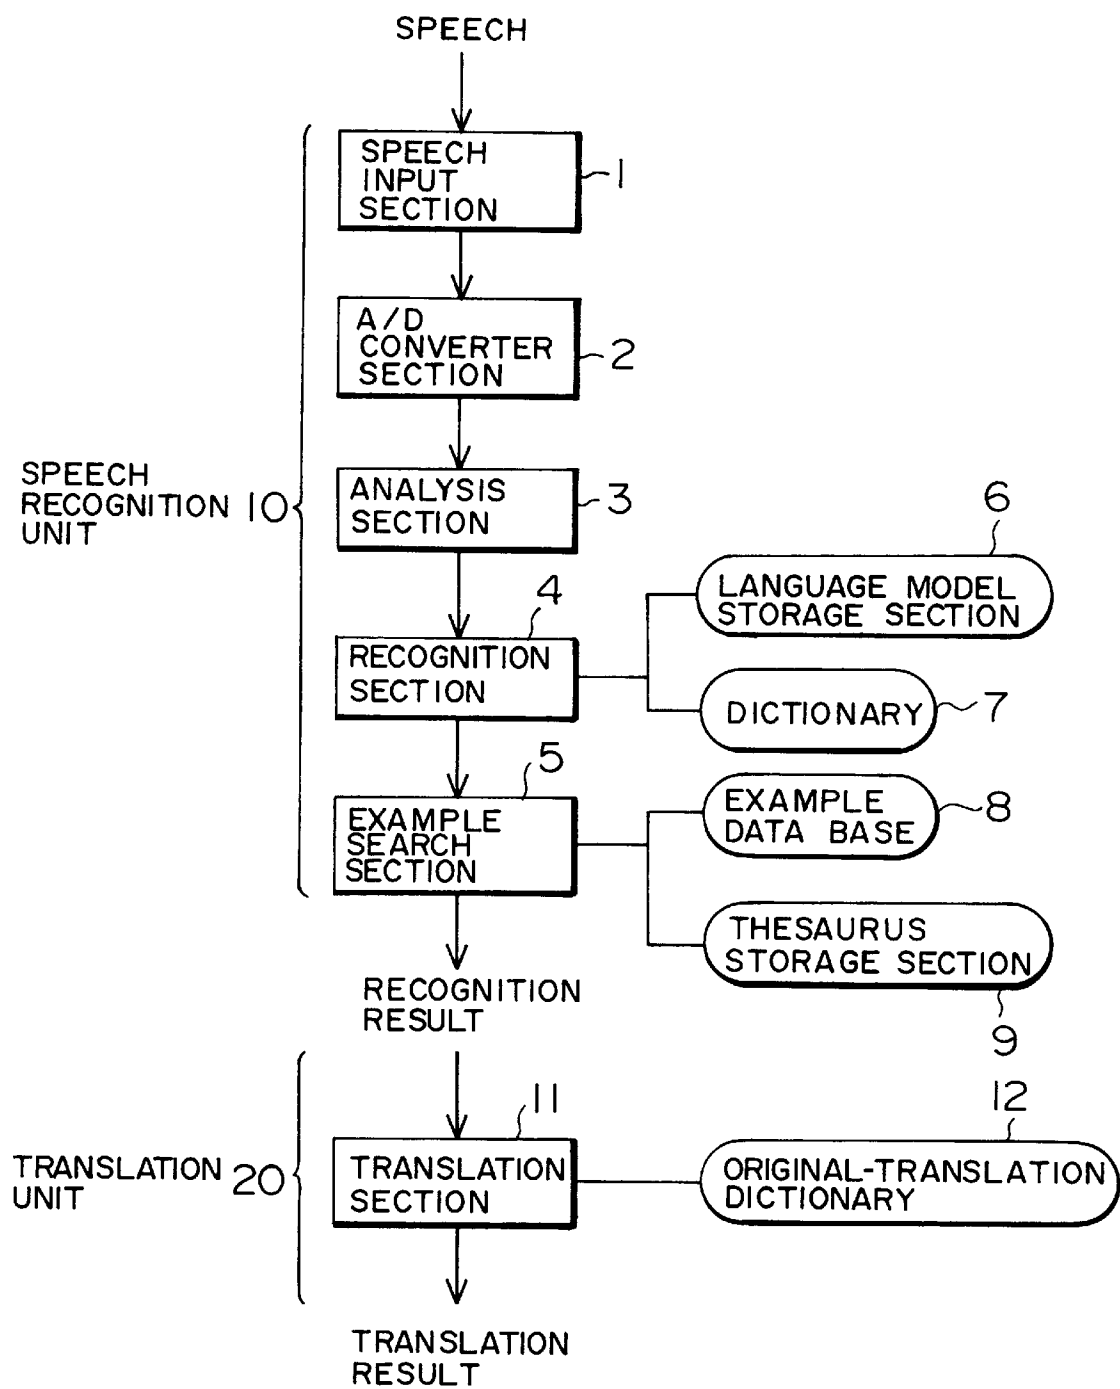 SPEECH
SPEECH
INPUT
SECTION
1
A/D
CONVERTER
SECTION
2
SPEECH
RECOGNITION 10
UNIT
ANALYSIS
SECTION
3
4
RECOGNITION
SECTION
6
LANGUAGE MODEL
STORAGE SECTION
DICTIONARY
7
5
EXAMPLE
SEARCH
SECTION
EXAMPLE
DATA BASE
8
THESAURUS
STORAGE SECTION
9
RECOGNITION
RESULT
TRANSLATION 20
UNIT
11
TRANSLATION
SECTION
12
ORIGINAL-TRANSLATION
DICTIONARY
TRANSLATION
RESULT